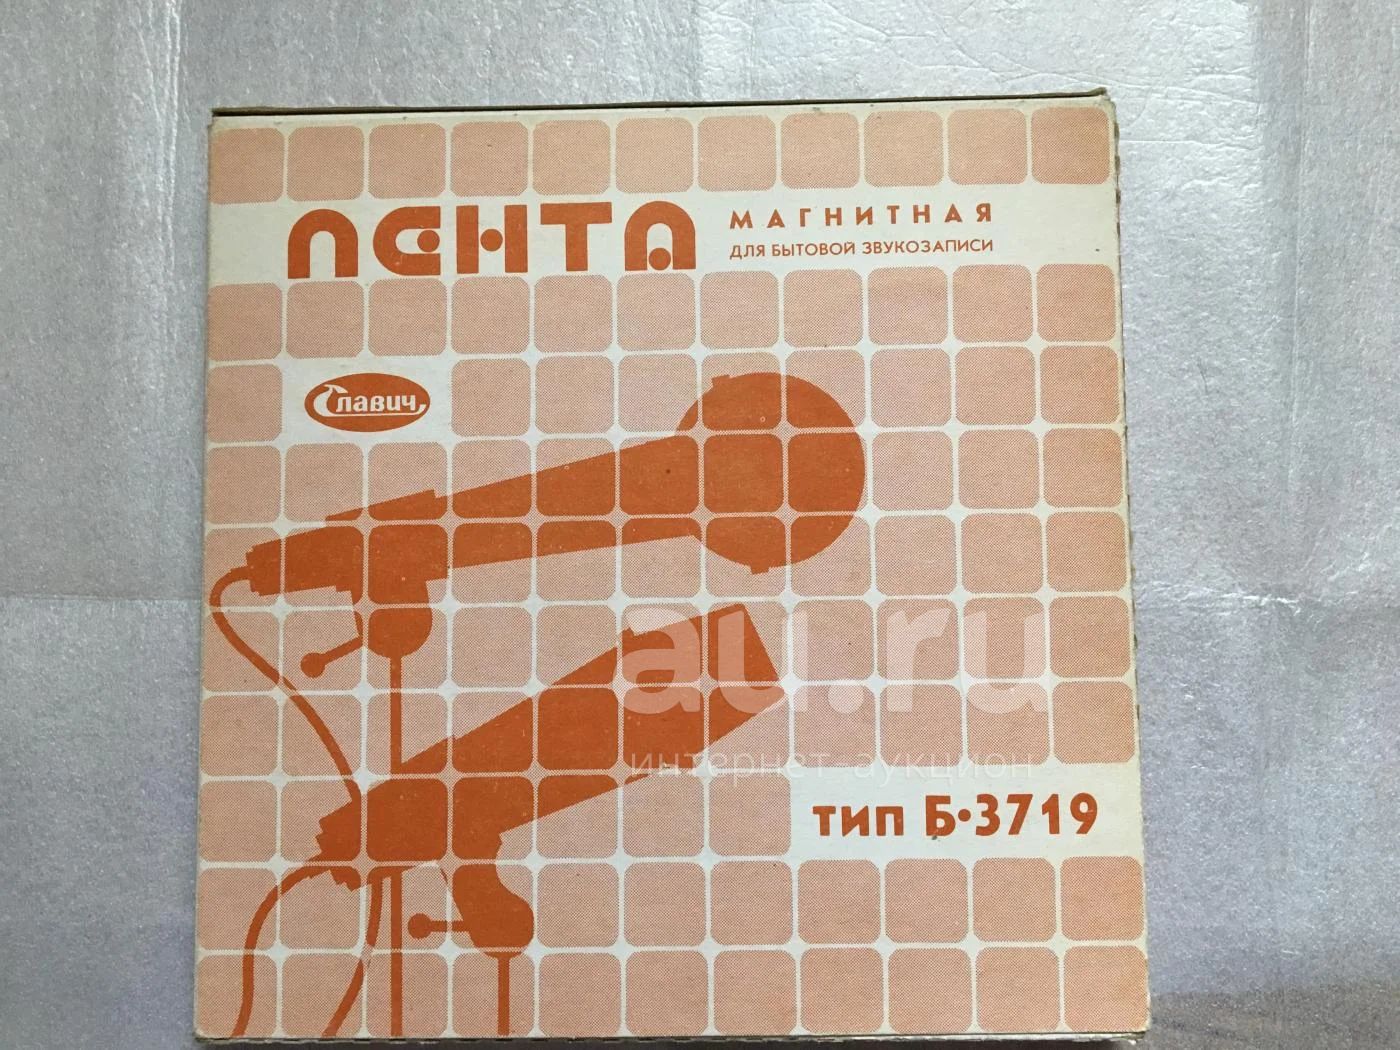 ЛЕНТА
МАГНИТНАЯ
ДЛЯ БЫТОВОЙ ЗВУКОЗАПИСИ
Славич
au.ru
интернет-аукцион
тип Б•3719